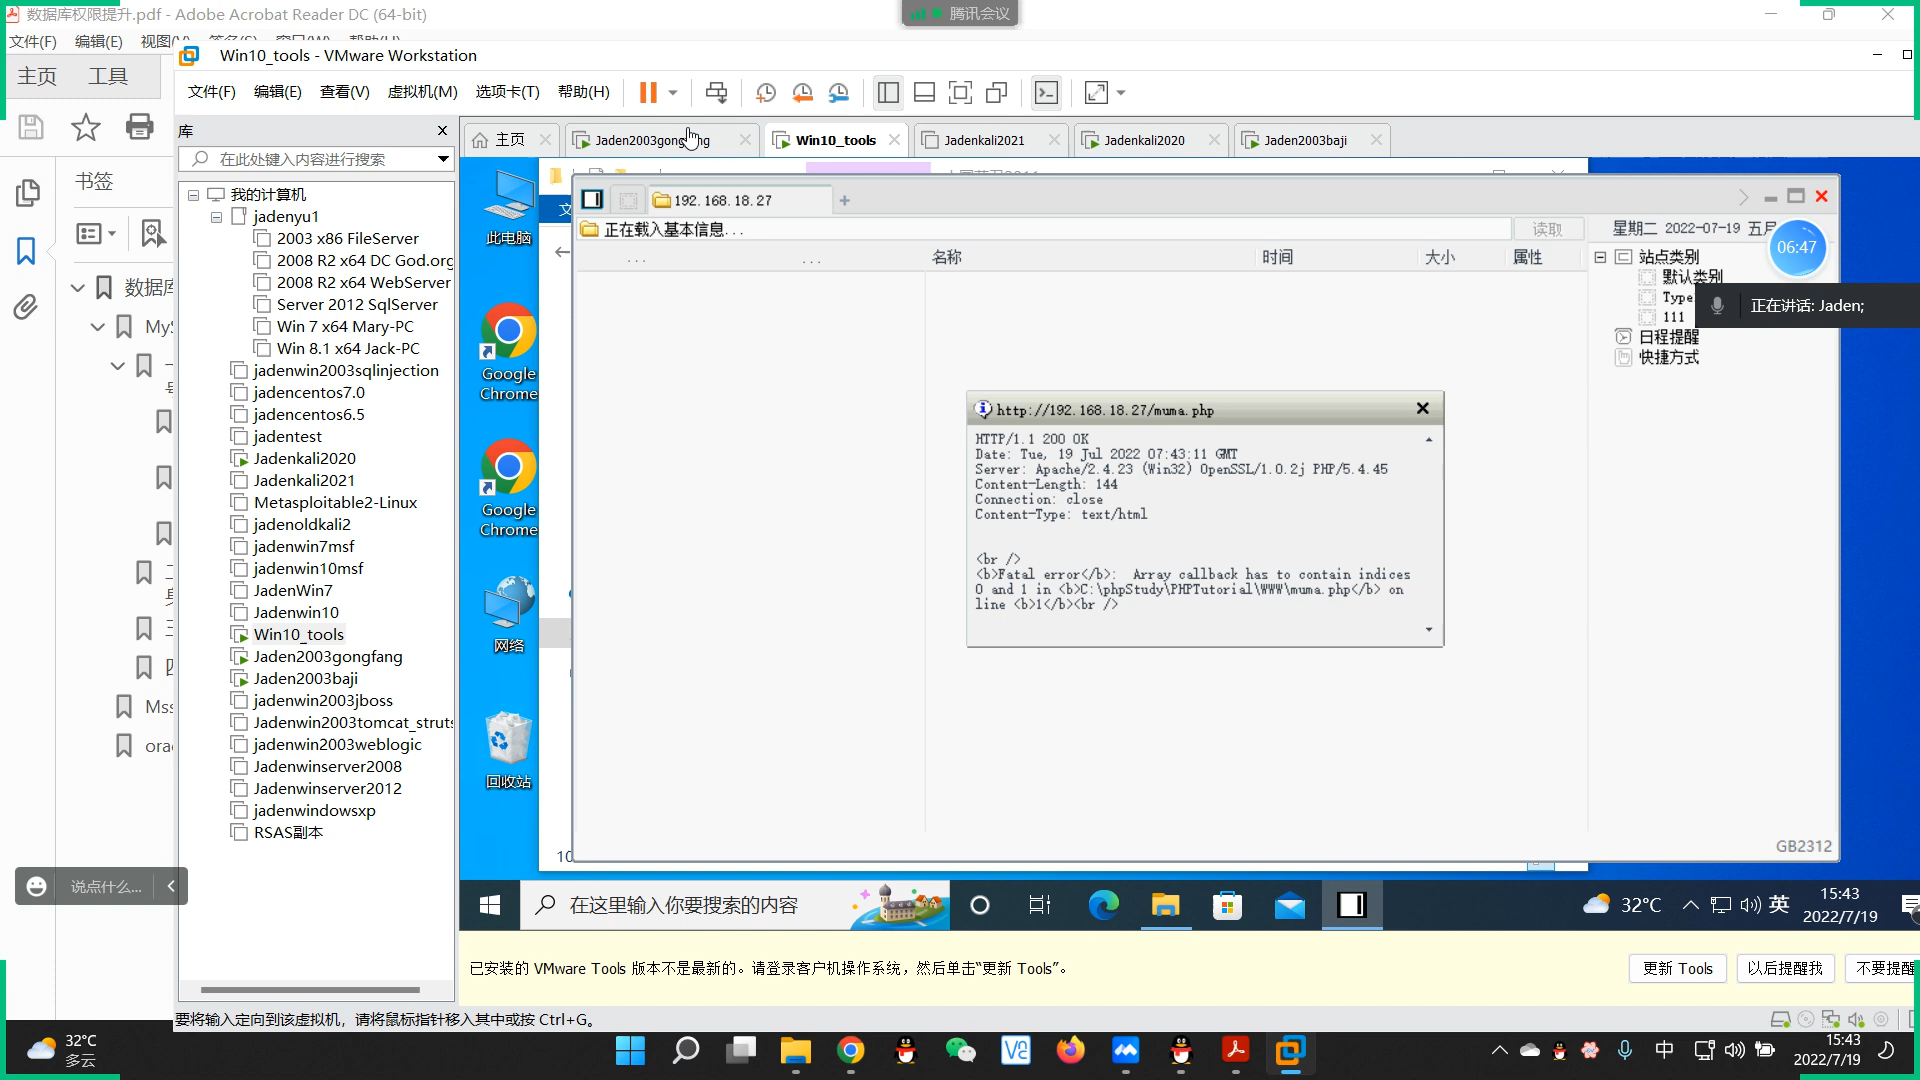 数据库权限提升.pdf - Adobe Acrobat Reader DC (64-bit)
腾讯会议
文件(F) 编辑(E)
Win10_tools - VMware Workstation
主页 工具
文件(F) 编辑(E) 查看(V) 虚拟机(M) 选项卡(T) 帮助(H)
库
在此处键入内容进行搜索
主页
Jaden2003gongfang
Win10_tools
Jadenkali2021
Jadenkali2020
Jaden2003baji
书签
数据库
Mss
我的计算机
jadenyu1
2003 x86 FileServer
2008 R2 x64 DC God.org
2008 R2 x64 WebServer
Server 2012 SqlServer
Win 7 x64 Mary-PC
Win 8.1 x64 Jack-PC
jadenwin2003sqlinjection
jadencentos7.0
jadencentos6.5
jadentest
Jadenkali2020
Jadenkali2021
Metasploitable2-Linux
jadenoldkali2
jadenwin7msf
jadenwin10msf
JadenWin7
Jadenwin10
Win10_tools
Jaden2003gongfang
Jaden2003baji
jadenwin2003jboss
Jadenwin2003tomcat_struts
jadenwin2003weblogic
Jadenwinserver2008
Jadenwinserver2012
jadenwindowsxp
RSAS副本
此电脑
Google Chrome
Google Chrome
网络
回收站
192.168.18.27
正在载入基本信息...
读取
星期二 2022-07-19 五月
06:47
... ... 名称 时间 大小 属性
站点类别
默认类别
Type
111
日程提醒
快捷方式
正在讲话: Jaden;
http://192.168.18.27/muma.php
HTTP/1.1 200 OK
Date: Tue, 19 Jul 2022 07:43:11 GMT
Server: Apache/2.4.23 (Win32) OpenSSL/1.0.2j PHP/5.4.45
Content-Length: 144
Connection: close
Content-Type: text/html
<br />
<b>Fatal error</b>:  Array callback has to contain indices
0 and 1 in <b>C:\phpStudy\PHPTutorial\WWW\muma.php</b> on
line <b>1</b><br />
GB2312
说点什么...
在这里输入你要搜索的内容
32°C
英
15:43
2022/7/19
已安装的 VMware Tools 版本不是最新的。请登录客户机操作系统，然后单击“更新 Tools”。
更新 Tools
以后提醒我
不要提醒
要将输入定向到该虚拟机，请将鼠标指针移入其中或按 Ctrl+G。
32°C
多云
中
15:43
2022/7/19